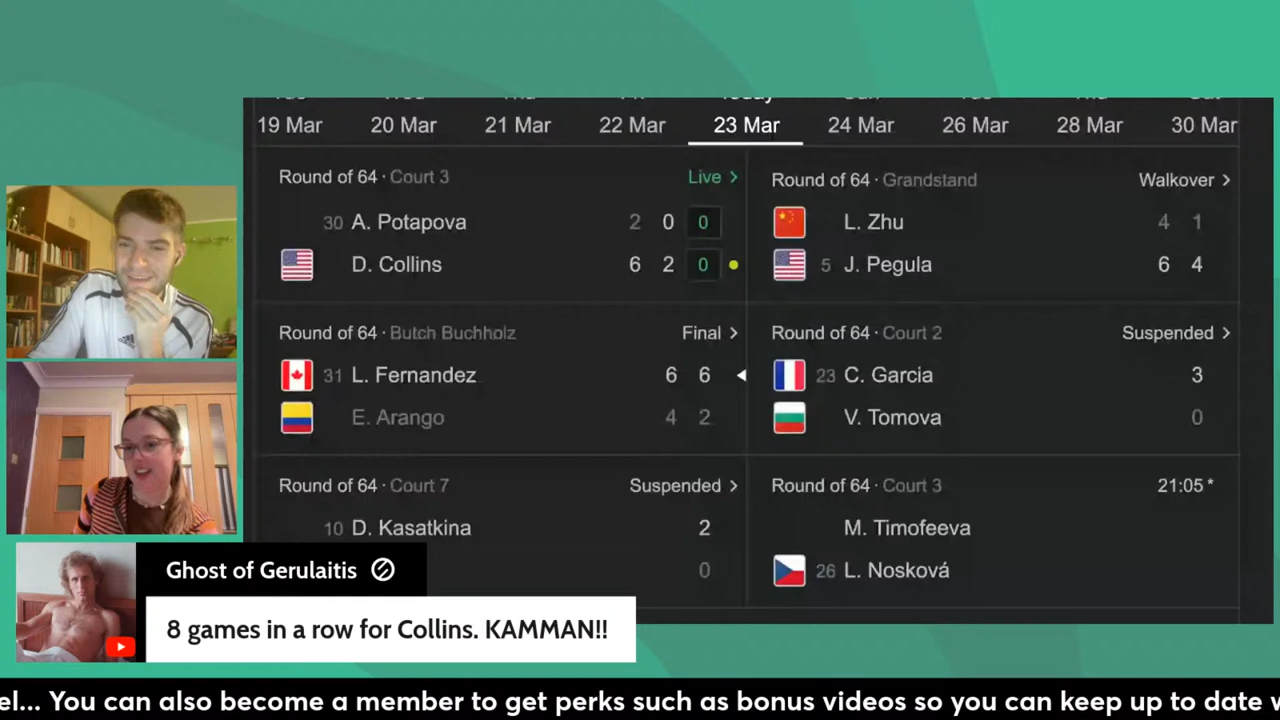 Today
19 Mar 20 Mar 21 Mar 22 Mar 23 Mar 24 Mar 26 Mar 28 Mar 30 Mar
Round of 64 · Court 3 Live
30 A. Potapova 2 0 0
D. Collins 6 2 0
Round of 64 · Grandstand Walkover
L. Zhu 4 1
5 J. Pegula 6 4
Round of 64 · Butch Buchholz Final
31 L. Fernandez 6 6
E. Arango 4 2
Round of 64 · Court 2 Suspended
23 C. Garcia 3
V. Tomova 0
Round of 64 · Court 7 Suspended
10 D. Kasatkina 2
0
Round of 64 · Court 3 21:05*
M. Timofeeva
26 L. Nosková
Ghost of Gerulaitis
8 games in a row for Collins. KAMMAN!!
el... You can also become a member to get perks such as bonus videos so you can keep up to date